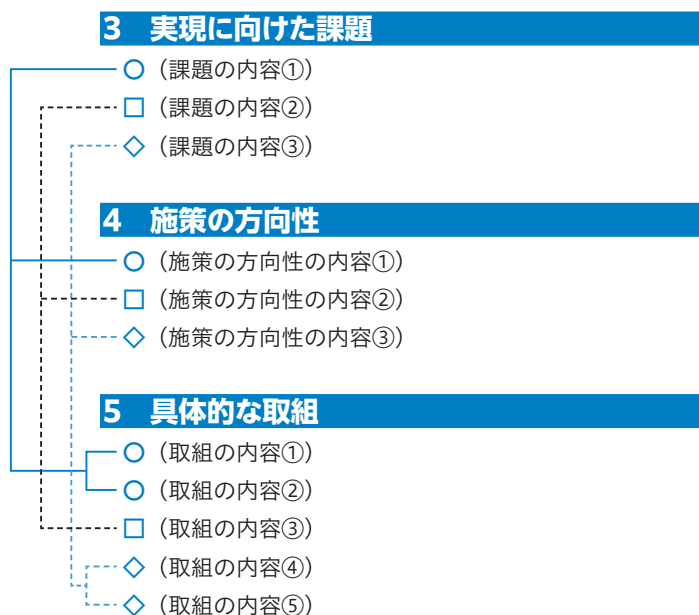 3 実現に向けた課題
○（課題の内容①）
□（課題の内容②）
◇（課題の内容③）
4 施策の方向性
○（施策の方向性の内容①）
□（施策の方向性の内容②）
◇（施策の方向性の内容③）
5 具体的な取組
○（取組の内容①）
○（取組の内容②）
□（取組の内容③）
◇（取組の内容④）
◇（取組の内容⑤）